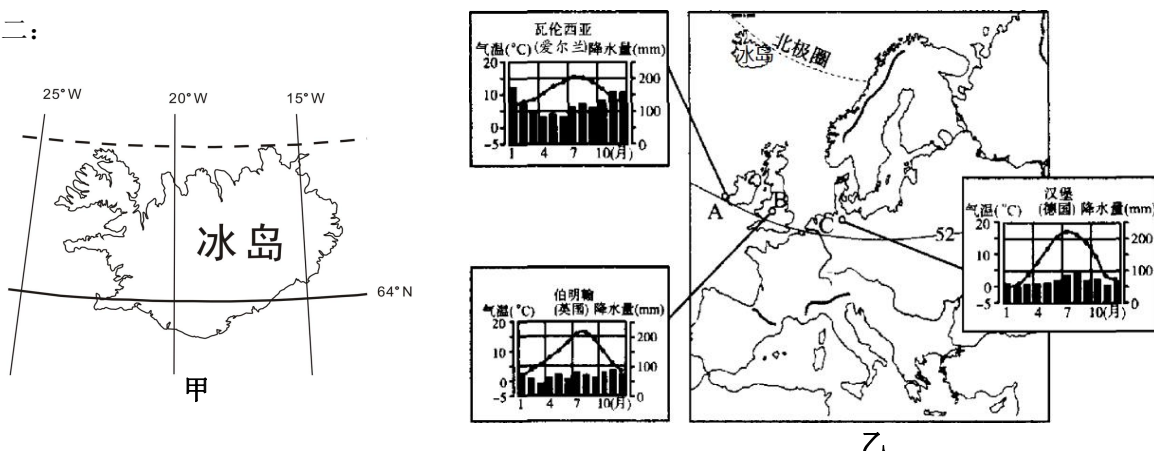 二：
25°W
20°W
15°W
冰岛
64°N
甲
瓦伦西亚
气温(°C)(爱尔兰)降水量(mm)
20
10
0
-5
200
100
0
1 4 7 10(月)
伯明翰
气温(°C) (英国) 降水量(mm)
20
10
0
-5
200
100
0
1 4 7 10(月)
冰岛
北极圈
A
B
C
52
汉堡
气温(°C) (德国) 降水量(mm)
20
10
0
-5
200
100
0
1 4 7 10(月)
乙